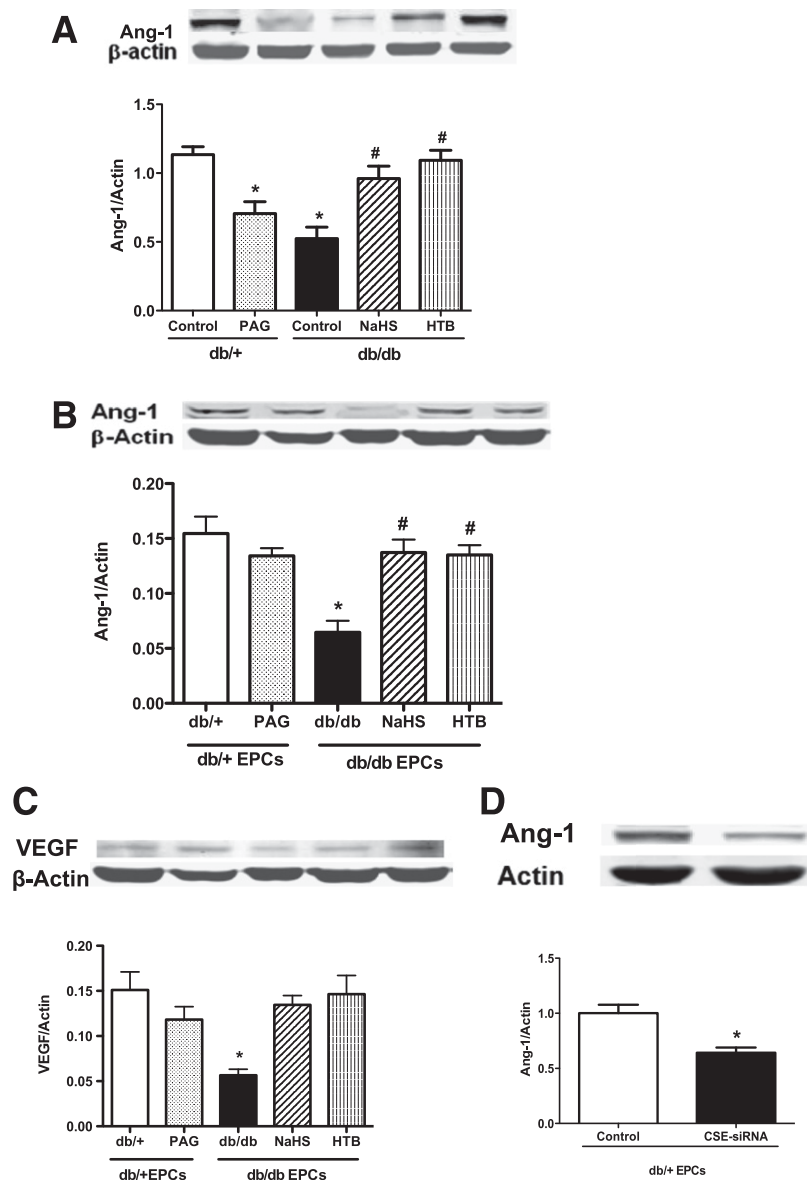 A
Ang-1
β-actin
Ang-1/Actin
1.5
1.0
0.5
0.0
*
*
#
#
Control PAG Control NaHS HTB
db/+ db/db
B
Ang-1
β-Actin
Ang-1/Actin
0.20
0.15
0.10
0.05
0.00
*
#
#
db/+ PAG db/db NaHS HTB
db/+ EPCs db/db EPCs
C
VEGF
β-Actin
VEGF/Actin
0.20
0.15
0.10
0.05
0.00
*
db/+ PAG db/db NaHS HTB
db/+EPCs db/db EPCs
D
Ang-1
Actin
Ang-1/Actin
1.5
1.0
0.5
0.0
*
Control CSE-siRNA
db/+ EPCs